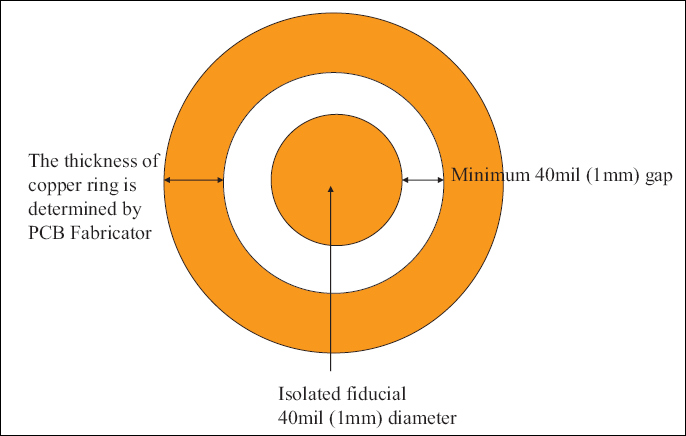 The thickness of
copper ring is
determined by
PCB Fabricator
Minimum 40mil (1mm) gap
Isolated fiducial
40mil (1mm) diameter